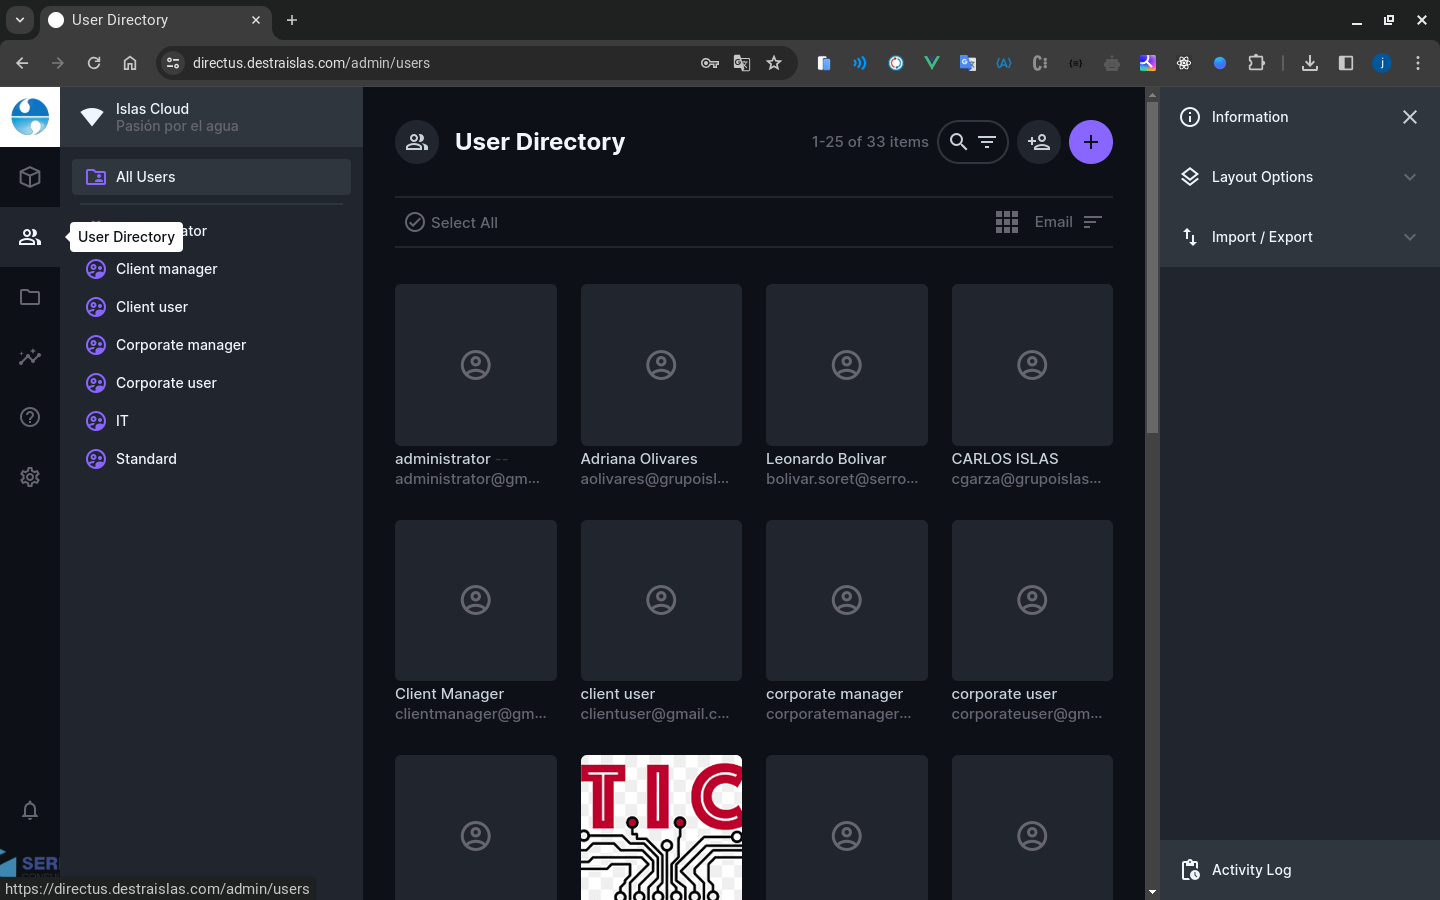 User Directory
directus.destraislas.com/admin/users
j
Islas Cloud
Pasión por el agua
All Users
User Directory
Client manager
Client user
Corporate manager
Corporate user
IT
Standard
User Directory
1-25 of 33 items
Select All
Email
administrator --
administrator@gm...
Adriana Olivares
aolivares@grupoisl...
Leonardo Bolivar
bolivar.soret@serro...
CARLOS ISLAS
cgarza@grupoislas...
Client Manager
clientmanager@gm...
client user
clientuser@gmail.c...
corporate manager
corporatemanager...
corporate user
corporateuser@gm...
TIC
Information
Layout Options
Import / Export
Activity Log
SER
https://directus.destraislas.com/admin/users